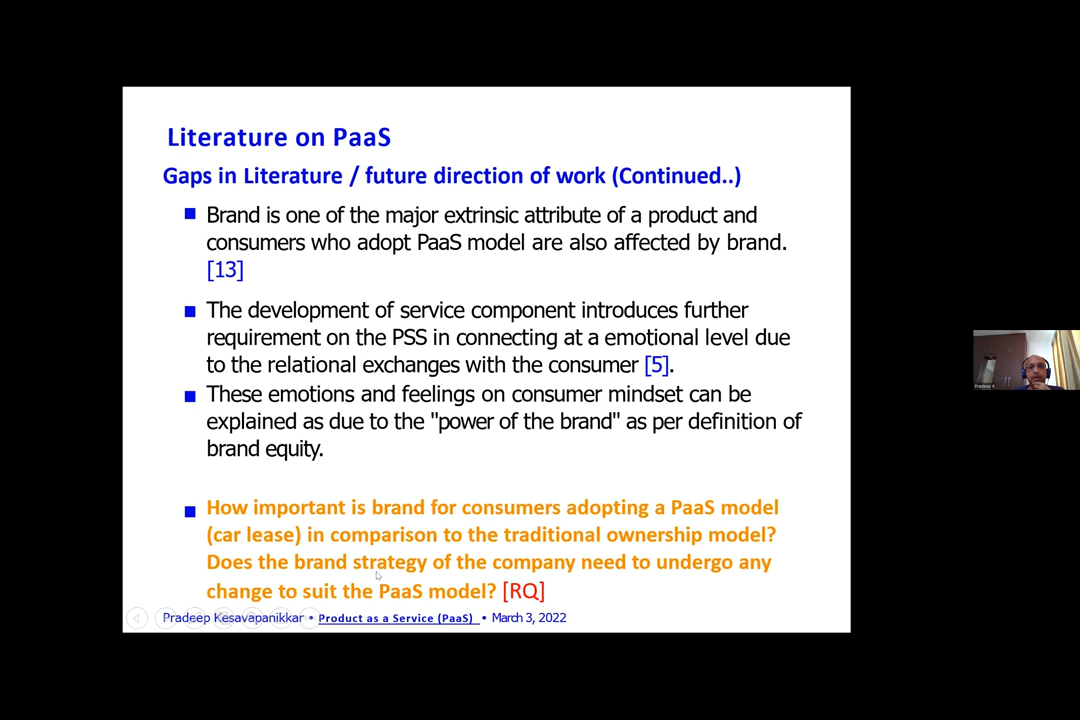 Literature on PaaS
Gaps in Literature / future direction of work (Continued..)
Brand is one of the major extrinsic attribute of a product and
consumers who adopt PaaS model are also affected by brand.
[13]
The development of service component introduces further
requirement on the PSS in connecting at a emotional level due
to the relational exchanges with the consumer [5].
These emotions and feelings on consumer mindset can be
explained as due to the "power of the brand" as per definition of
brand equity.
How important is brand for consumers adopting a PaaS model
(car lease) in comparison to the traditional ownership model?
Does the brand strategy of the company need to undergo any
change to suit the PaaS model? [RQ]
Pradeep Kesavapanikkar • Product as a Service (PaaS) • March 3, 2022
Pradeep K